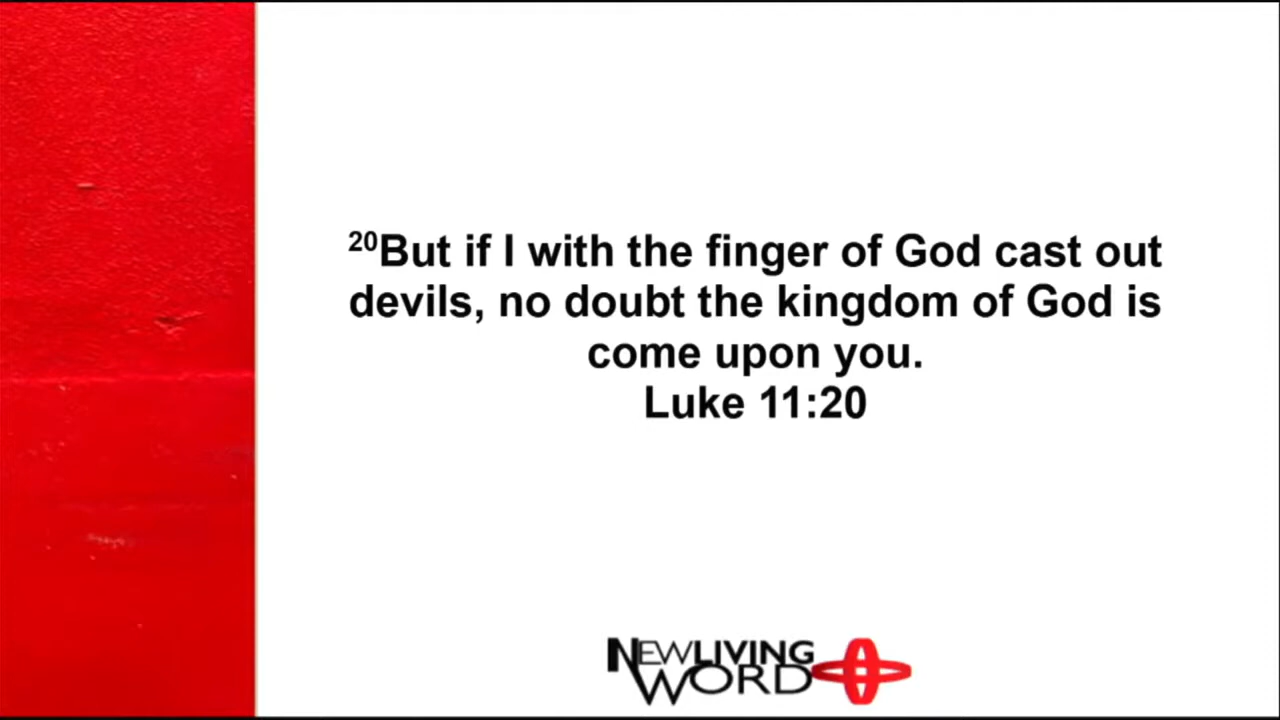 20But if I with the finger of God cast out
devils, no doubt the kingdom of God is
come upon you.
Luke 11:20
NEWLIVING
WORD